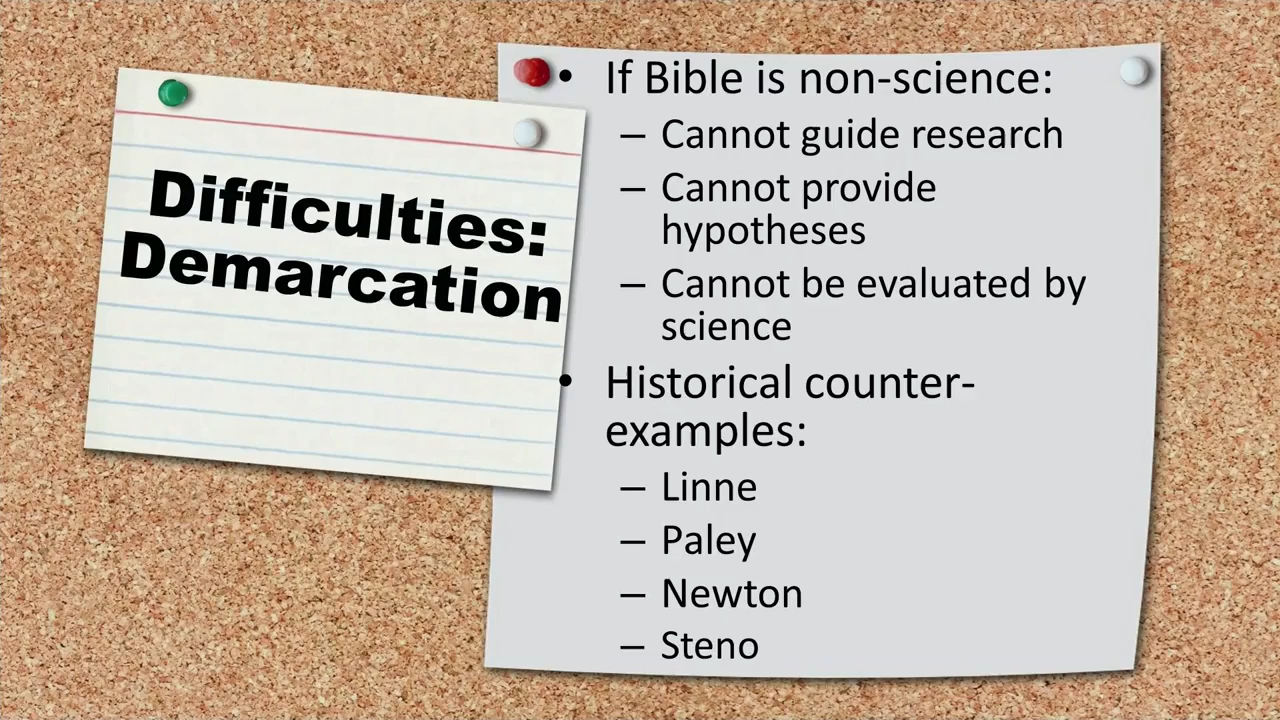 Difficulties:
Demarcation
• If Bible is non-science:
– Cannot guide research
– Cannot provide
hypotheses
– Cannot be evaluated by
science
• Historical counter-
examples:
– Linne
– Paley
– Newton
– Steno